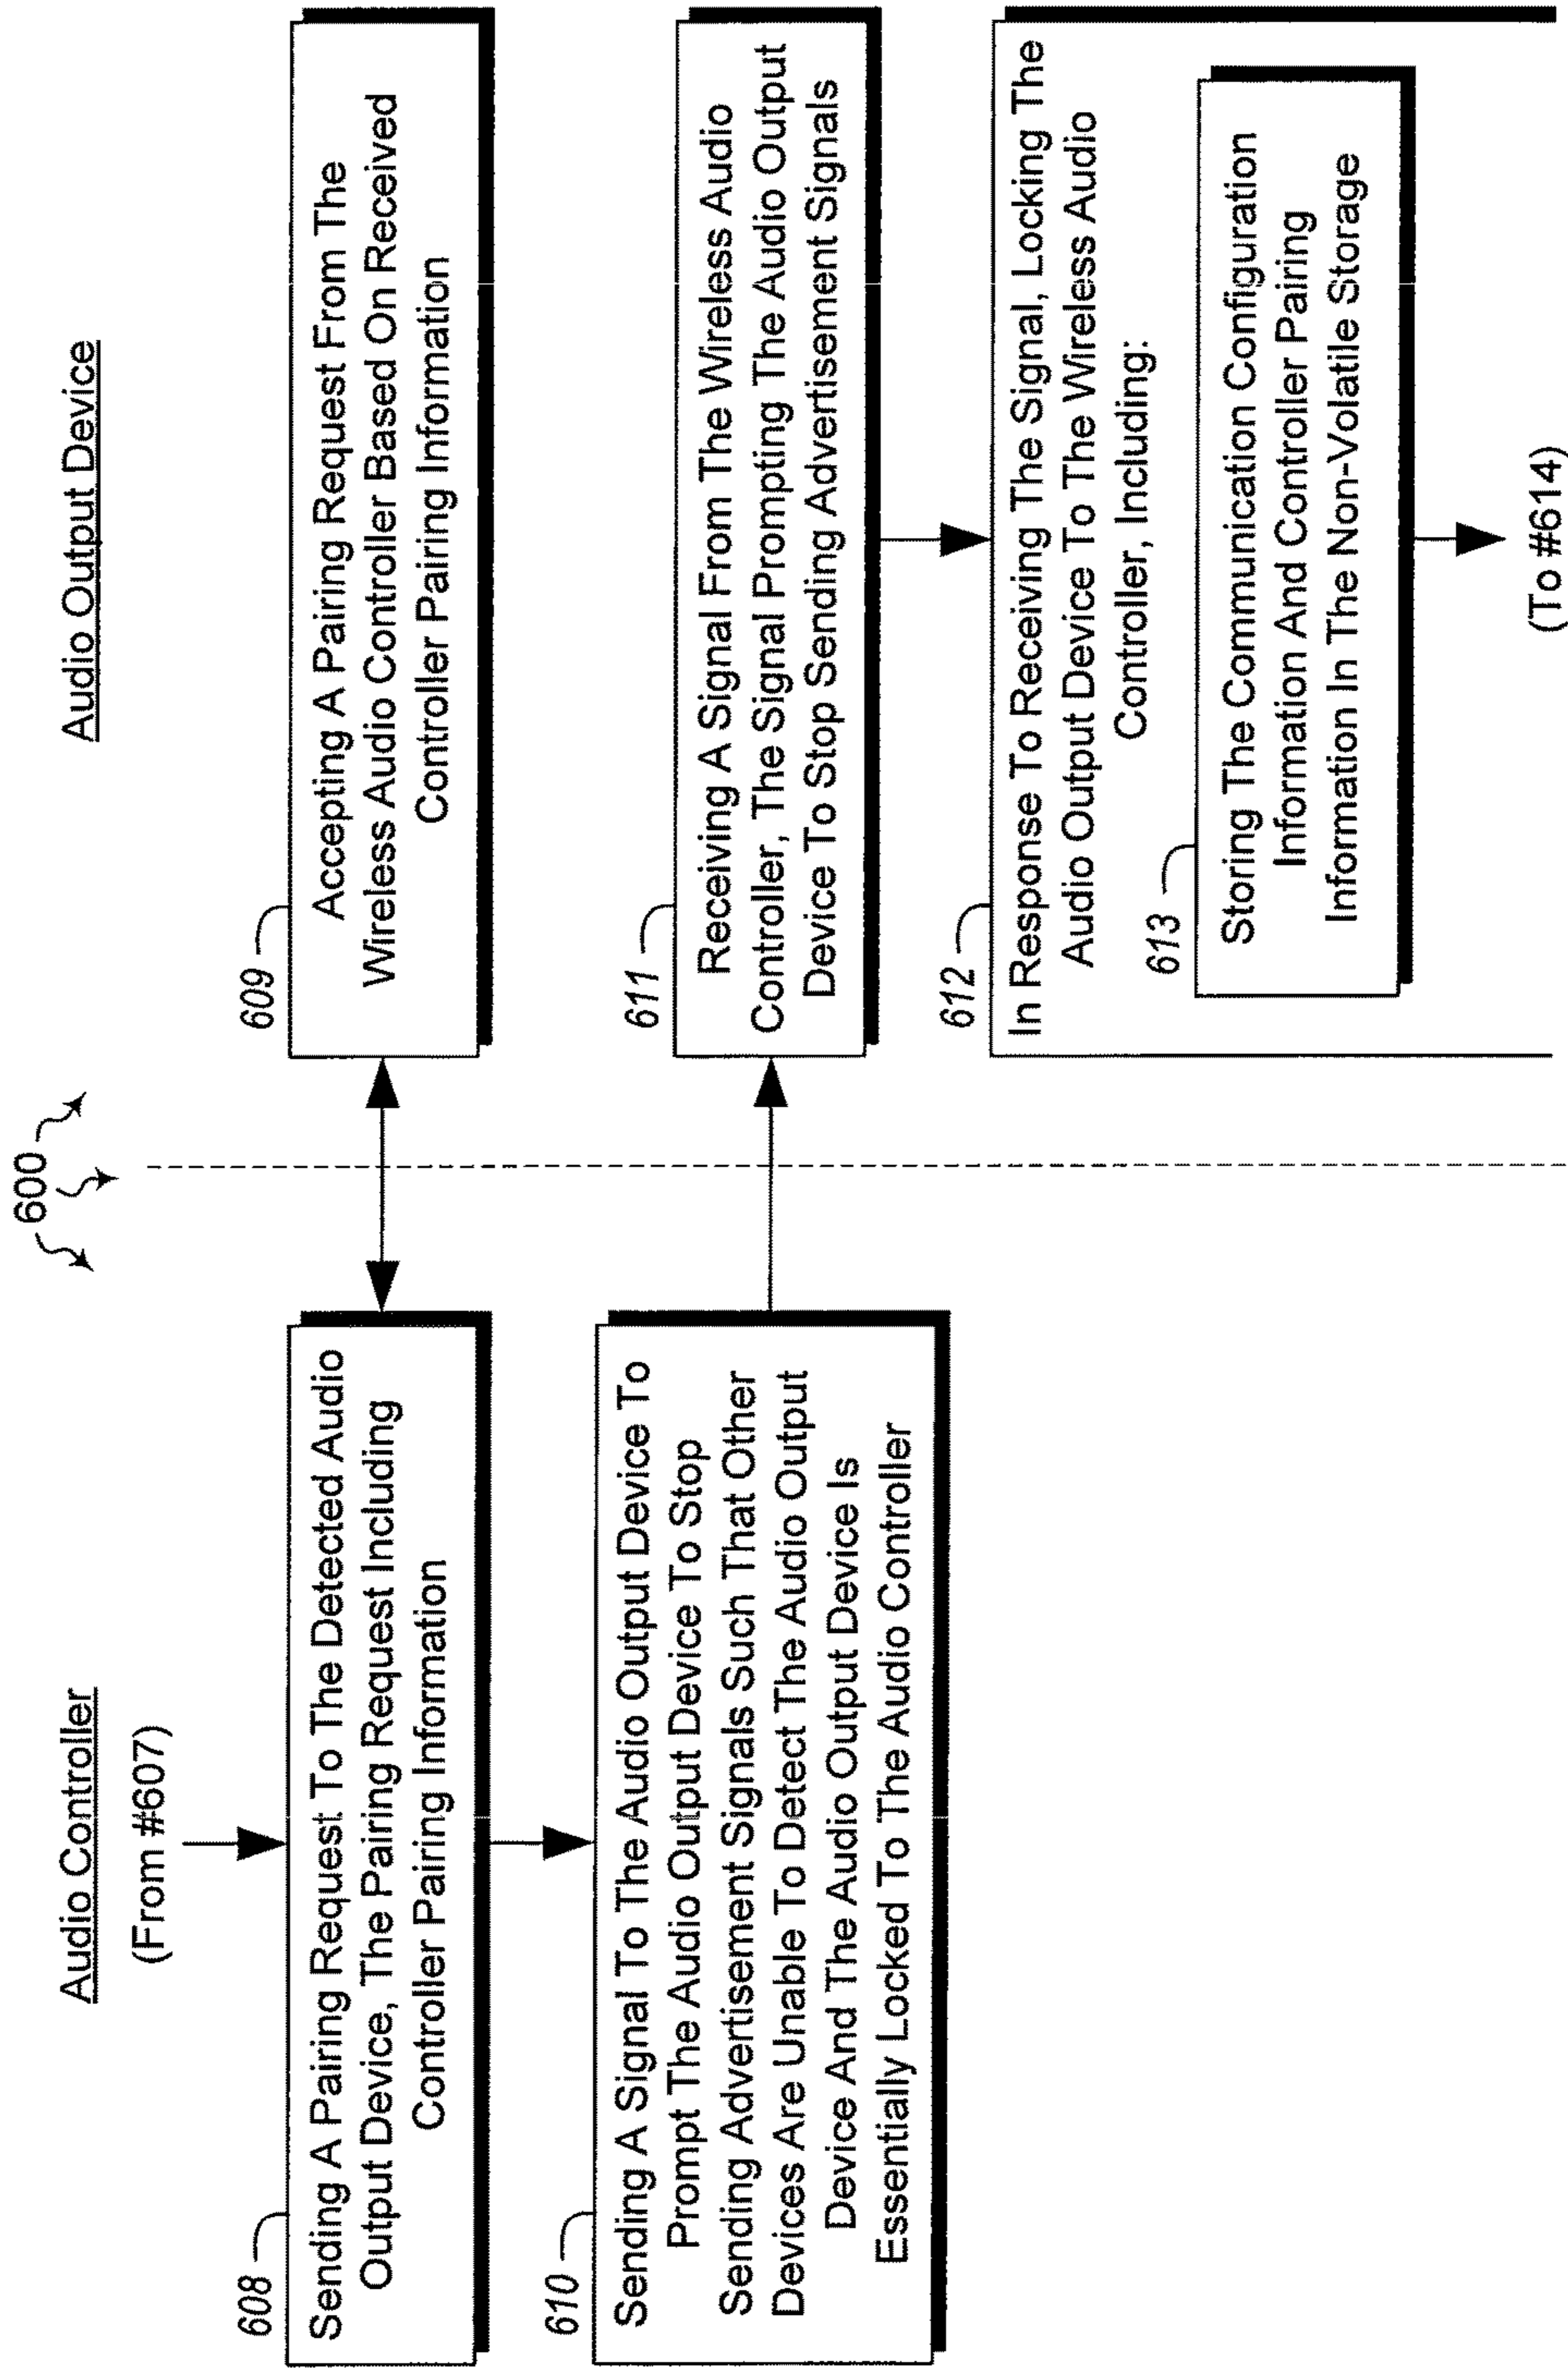 600
Audio Controller
(From #607)
608
Sending A Pairing Request To The Detected Audio
Output Device, The Pairing Request Including
Controller Pairing Information
610
Sending A Signal To The Audio Output Device To
Prompt The Audio Output Device To Stop
Sending Advertisement Signals Such That Other
Devices Are Unable To Detect The Audio Output
Device And The Audio Output Device Is
Essentially Locked To The Audio Controller
Audio Output Device
609
Accepting A Pairing Request From The
Wireless Audio Controller Based On Received
Controller Pairing Information
611
Receiving A Signal From The Wireless Audio
Controller, The Signal Prompting The Audio Output
Device To Stop Sending Advertisement Signals
612
In Response To Receiving The Signal, Locking The
Audio Output Device To The Wireless Audio
Controller, Including:
613
Storing The Communication Configuration
Information And Controller Pairing
Information In The Non-Volatile Storage
(To #614)